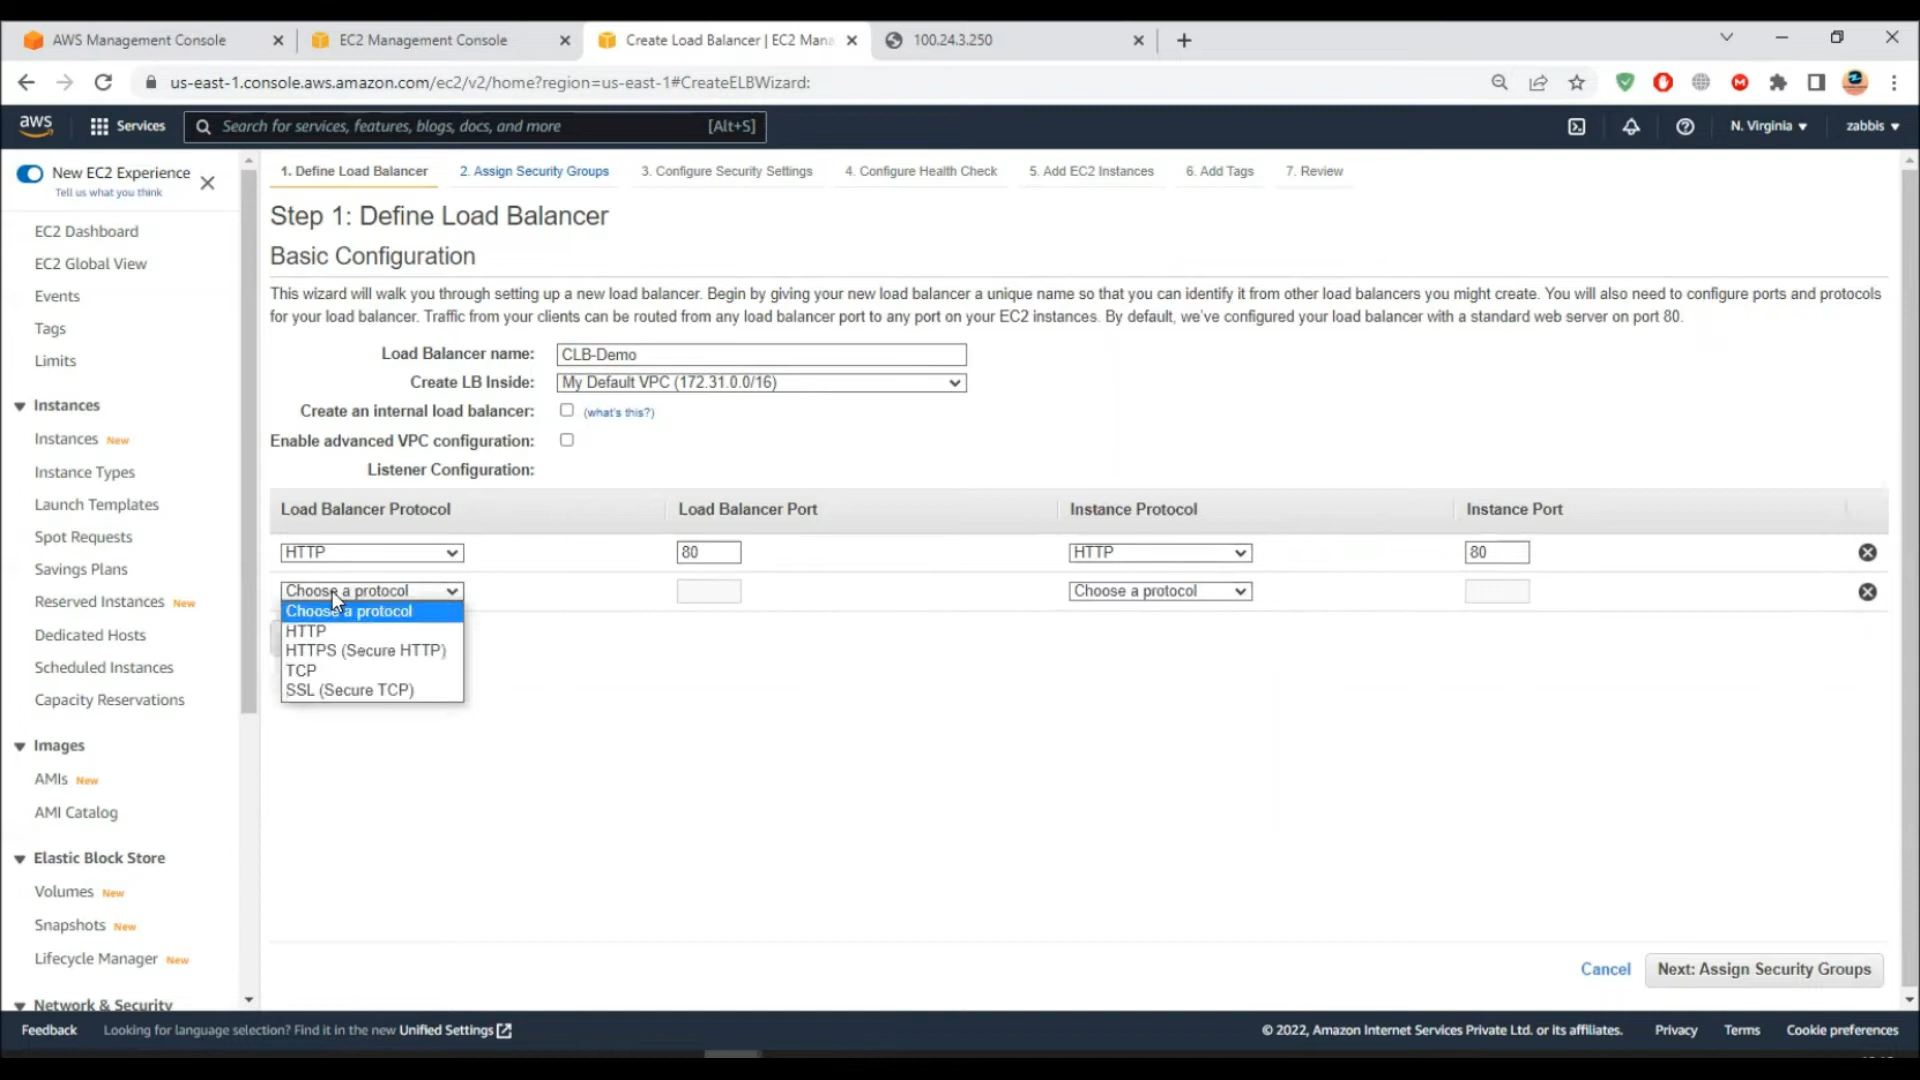 AWS Management Console
EC2 Management Console
Create Load Balancer | EC2 Mana
100.24.3.250
us-east-1.console.aws.amazon.com/ec2/v2/home?region=us-east-1#CreateELBWizard:
aws
Services
Search for services, features, blogs, docs, and more [Alt+S]
N. Virginia
zabbis
New EC2 Experience
Tell us what you think
EC2 Dashboard
EC2 Global View
Events
Tags
Limits
Instances
Instances New
Instance Types
Launch Templates
Spot Requests
Savings Plans
Reserved Instances New
Dedicated Hosts
Scheduled Instances
Capacity Reservations
Images
AMIs New
AMI Catalog
Elastic Block Store
Volumes New
Snapshots New
Lifecycle Manager New
Network & Security
1. Define Load Balancer
2. Assign Security Groups
3. Configure Security Settings
4. Configure Health Check
5. Add EC2 Instances
6. Add Tags
7. Review
Step 1: Define Load Balancer
Basic Configuration
This wizard will walk you through setting up a new load balancer. Begin by giving your new load balancer a unique name so that you can identify it from other load balancers you might create. You will also need to configure ports and protocols
for your load balancer. Traffic from your clients can be routed from any load balancer port to any port on your EC2 instances. By default, we've configured your load balancer with a standard web server on port 80.
Load Balancer name: CLB-Demo
Create LB Inside: My Default VPC (172.31.0.0/16)
Create an internal load balancer: (what's this?)
Enable advanced VPC configuration:
Listener Configuration:
Load Balancer Protocol Load Balancer Port Instance Protocol Instance Port
HTTP 80 HTTP 80
Choose a protocol Choose a protocol
Choose a protocol
HTTP
HTTPS (Secure HTTP)
TCP
SSL (Secure TCP)
Cancel
Next: Assign Security Groups
Feedback
Looking for language selection? Find it in the new Unified Settings
© 2022, Amazon Internet Services Private Ltd. or its affiliates.
Privacy
Terms
Cookie preferences